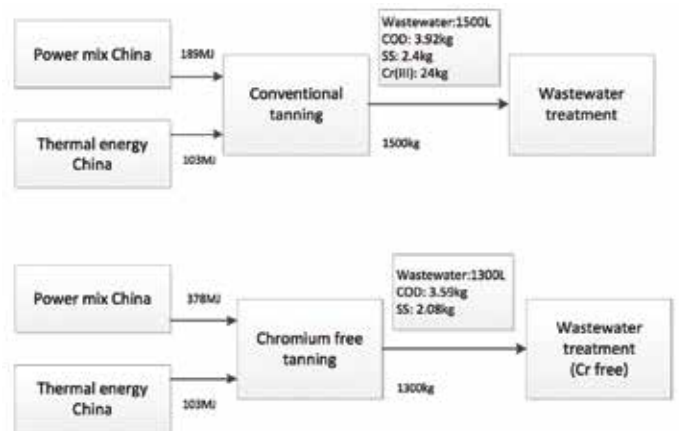 Power mix China
189MJ
Thermal energy
China
103MJ
Conventional
tanning
Wastewater:1500L
COD: 3.92kg
SS: 2.4kg
Cr(III): 24kg
1500kg
Wastewater
treatment
Power mix China
378MJ
Thermal energy
China
103MJ
Chromium free
tanning
Wastewater:1300L
COD: 3.59kg
SS: 2.08kg
1300kg
Wastewater
treatment
(Cr free)